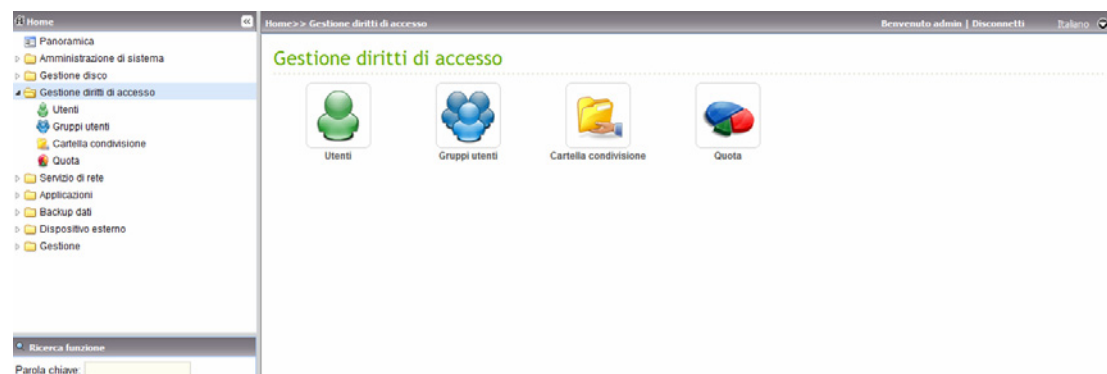 Home
Home>> Gestione diritti di accesso
Benvenuto admin | Disconnetti
Italiano
Panoramica
Amministrazione di sistema
Gestione disco
Gestione diritti di accesso
Utenti
Gruppi utenti
Cartella condivisione
Quota
Servizio di rete
Applicazioni
Backup dati
Dispositivo esterno
Gestione
Ricerca funzione
Parola chiave:
Gestione diritti di accesso
Utenti
Gruppi utenti
Cartella condivisione
Quota